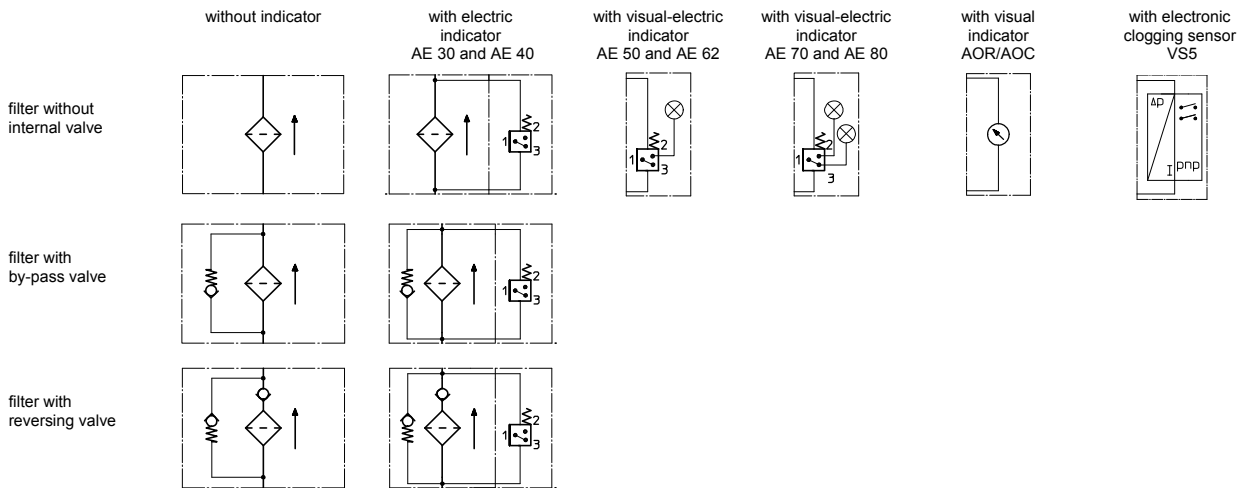 without indicator
with electric
indicator
AE 30 and AE 40
with visual-electric
indicator
AE 50 and AE 62
with visual-electric
indicator
AE 70 and AE 80
with visual
indicator
AOR/AOC
with electronic
clogging sensor
VS5
filter without
internal valve
1 2 3
1 2 3
1 2 3
Δp
I pnp
filter with
by-pass valve
1 2 3
filter with
reversing valve
1 2 3